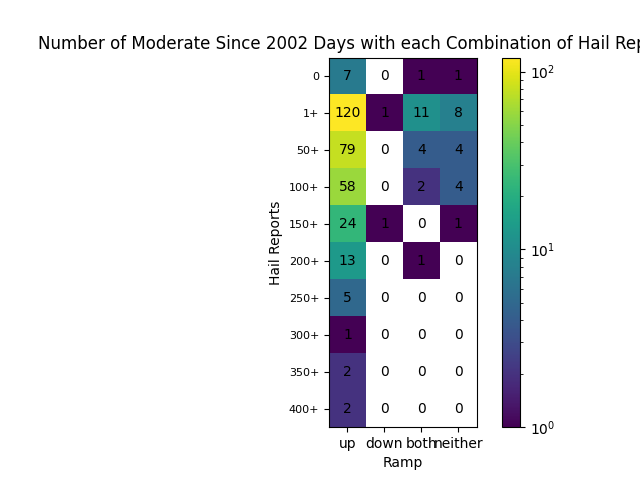 Number of Moderate Since 2002 Days with each Combination of Hail
Hail Reports
0 7 0 1 1
1+ 120 1 11 8
50+ 79 0 4 4
100+ 58 0 2 4
150+ 24 1 0 1
200+ 13 0 1 0
250+ 5 0 0 0
300+ 1 0 0 0
350+ 2 0 0 0
400+ 2 0 0 0
up down both neither
Ramp
10²
10¹
10⁰